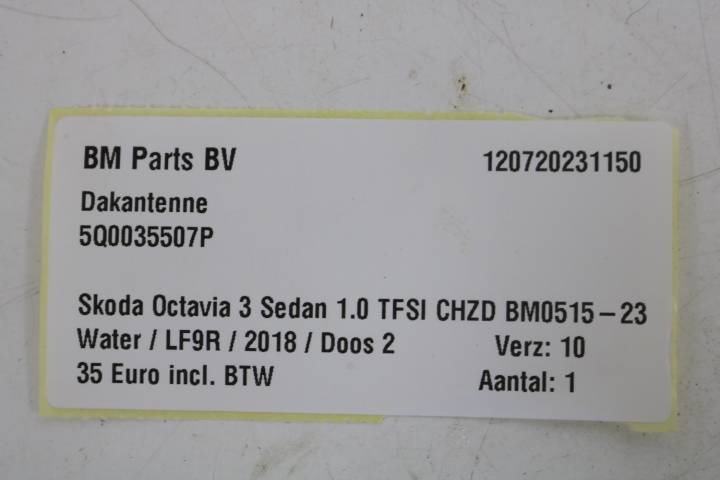 BM Parts BV 120720231150
Dakantenne
5Q0035507P
Skoda Octavia 3 Sedan 1.0 TFSI CHZD BM0515-23
Water / LF9R / 2018 / Doos 2 Verz: 10
35 Euro incl. BTW Aantal: 1